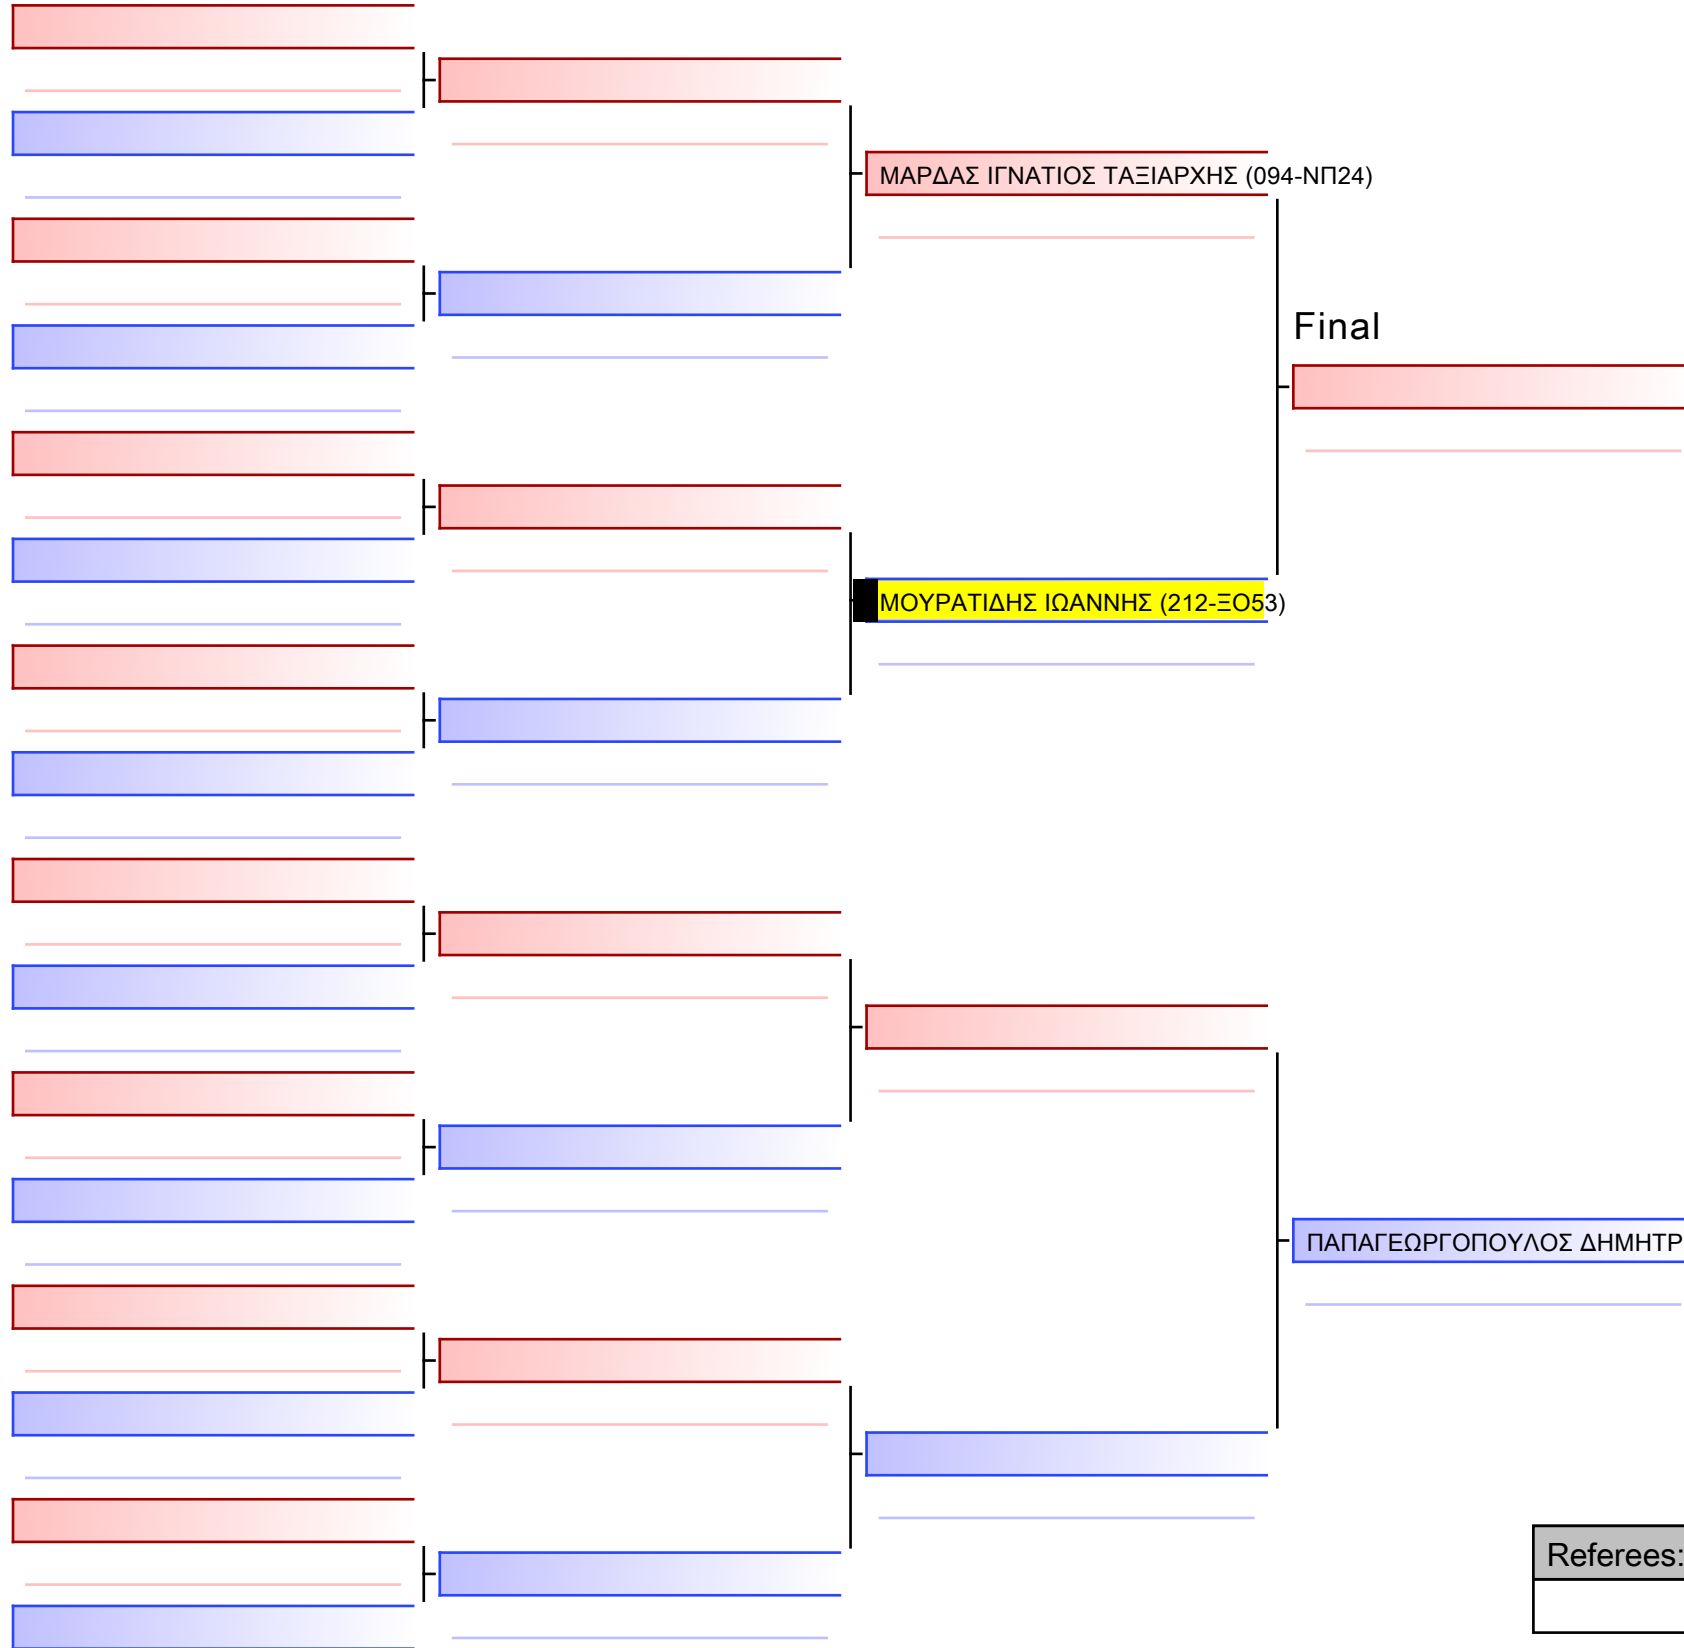 ΜΑΡΔΑΣ ΙΓΝΑΤΙΟΣ ΤΑΞΙΑΡΧΗΣ (094-ΝΠ24)
Final
ΜΟΥΡΑΤΙΔΗΣ ΙΩΑΝΝΗΣ (212-ΞΟ53)
ΠΑΠΑΓΕΩΡΓΟΠΟΥΛΟΣ ΔΗΜΗΤΡ
Referees: